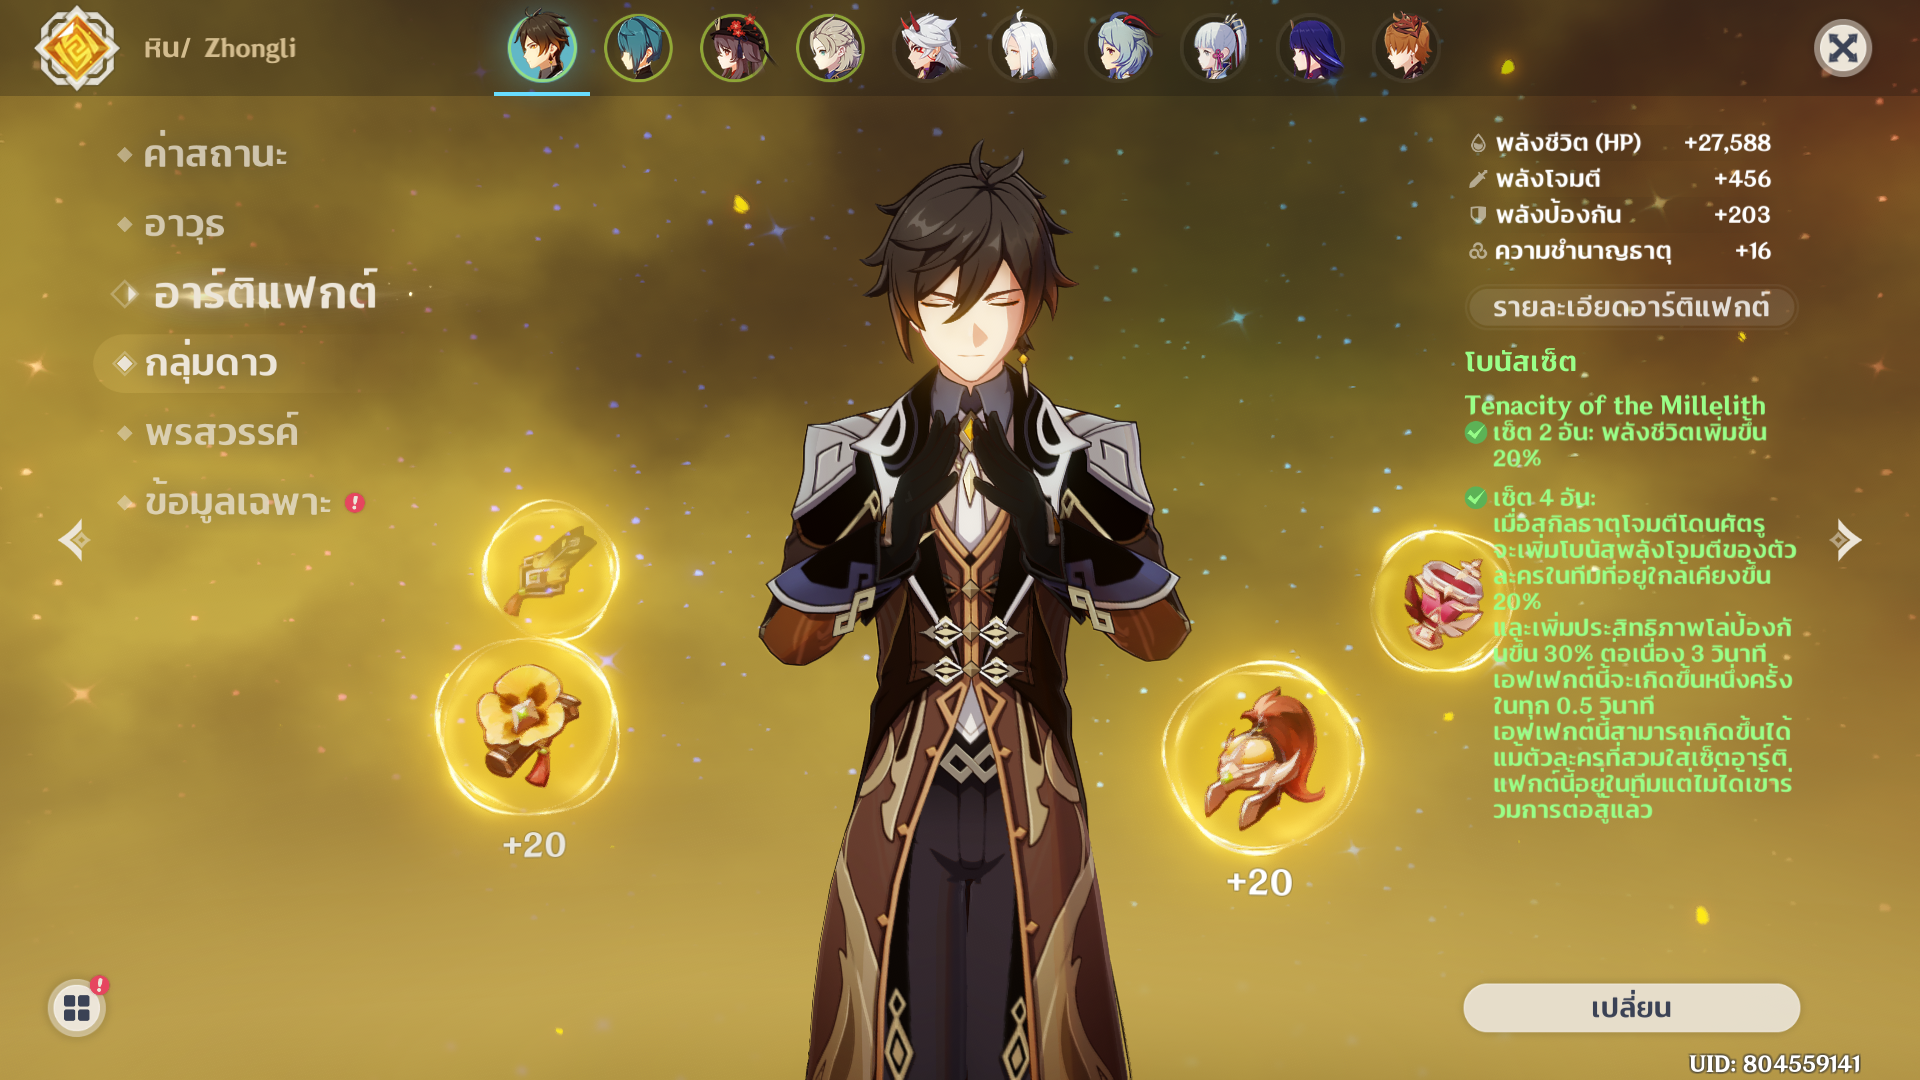 หิน/ Zhongli
ค่าสถานะ
อาวุธ
อาร์ติแฟกต์
กลุ่มดาว
พรสวรรค์
ข้อมูลเฉพาะ
+20
+20
พลังชีวิต (HP) +27,588
พลังโจมตี +456
พลังป้องกัน +203
ความชำนาญธาตุ +16
รายละเอียดอาร์ติแฟกต์
โบนัสเซ็ต
Tenacity of the Millelith
เซ็ต 2 อัน: พลังชีวิตเพิ่มขึ้น
20%
เซ็ต 4 อัน:
เมื่อสกิลธาตุโจมตีโดนศัตรู
จะเพิ่มโบนัสพลังโจมตีของตัว
ละครในทีมที่อยู่ใกล้เคียงขึ้น
20%
และเพิ่มประสิทธิภาพโล่ป้องกั
นขึ้น 30% ต่อเนื่อง 3 วินาที
เอฟเฟกต์นี้จะเกิดขึ้นหนึ่งครั้ง
ในทุก 0.5 วินาที
เอฟเฟกต์นี้สามารถเกิดขึ้นได้
แม้ตัวละครที่สวมใส่เซ็ตอาร์ติ
แฟกต์นี้อยู่ในทีมแต่ไม่ได้เข้าร่
วมการต่อสู้แล้ว
เปลี่ยน
UID: 804559141